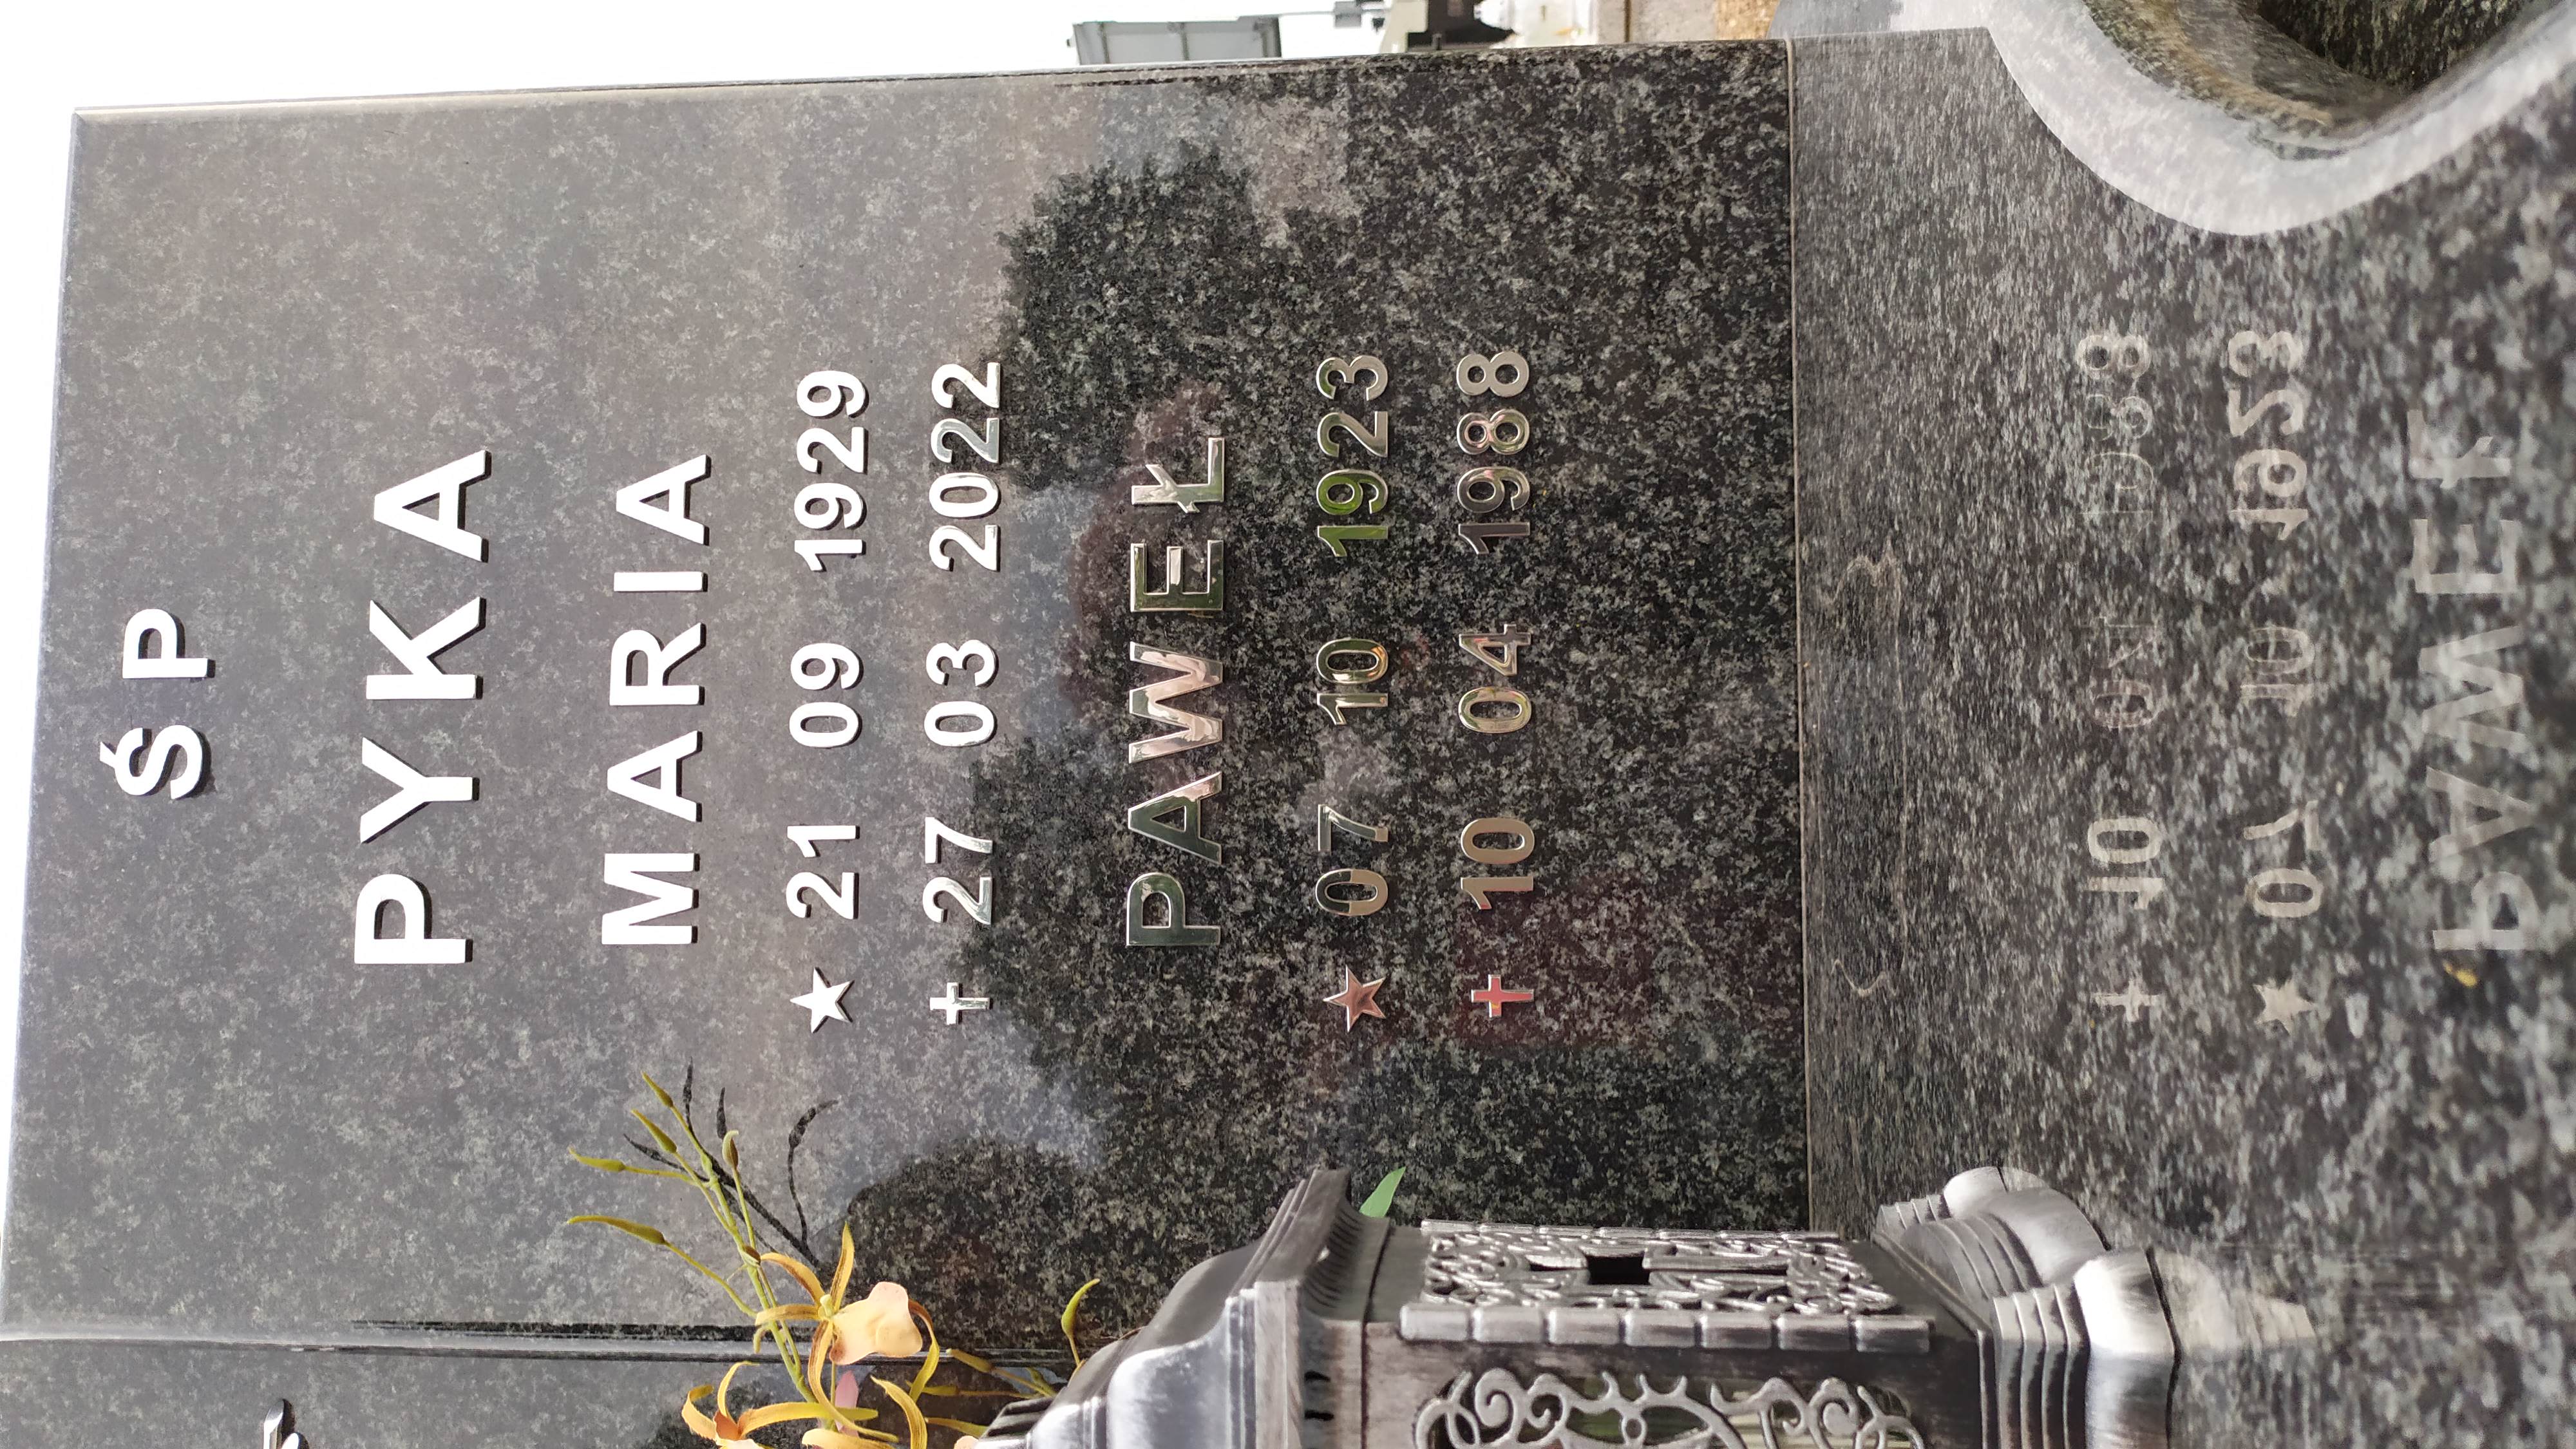 ŚP
PYKA
MARIA
★ 21 09 1929
✝ 27 03 2022
PAWEŁ
★ 07 10 1923
✝ 10 04 1988